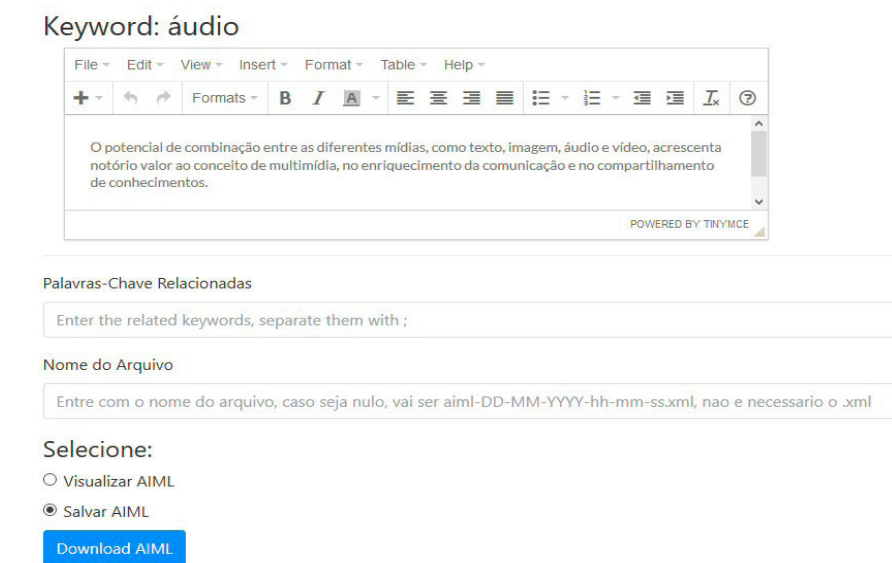 Keyword: áudio
File Edit View Insert Format Table Help
Formats B I A
O potencial de combinação entre as diferentes mídias, como texto, imagem, áudio e vídeo, acrescenta
notório valor ao conceito de multimídia, no enriquecimento da comunicação e no compartilhamento
de conhecimentos.
POWERED BY TINYMCE
Palavras-Chave Relacionadas
Enter the related keywords, separate them with ;
Nome do Arquivo
Entre com o nome do arquivo, caso seja nulo, vai ser aiml-DD-MM-YYYY-hh-mm-ss.xml, nao e necessario o .xml
Selecione:
Visualizar AIML
Salvar AIML
Download AIML